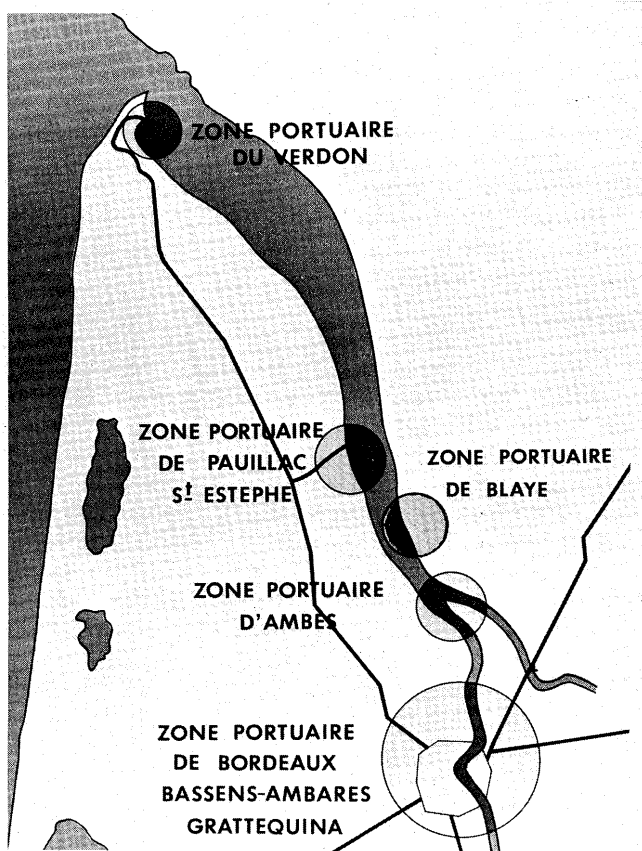 ZONE PORTUAIRE
DU VERDON
ZONE PORTUAIRE
DE PAUILLAC
St ESTEPHE
ZONE PORTUAIRE
DE BLAYE
ZONE PORTUAIRE
D'AMBES
ZONE PORTUAIRE
DE BORDEAUX
BASSENS-AMBARES
GRATTEQUINA